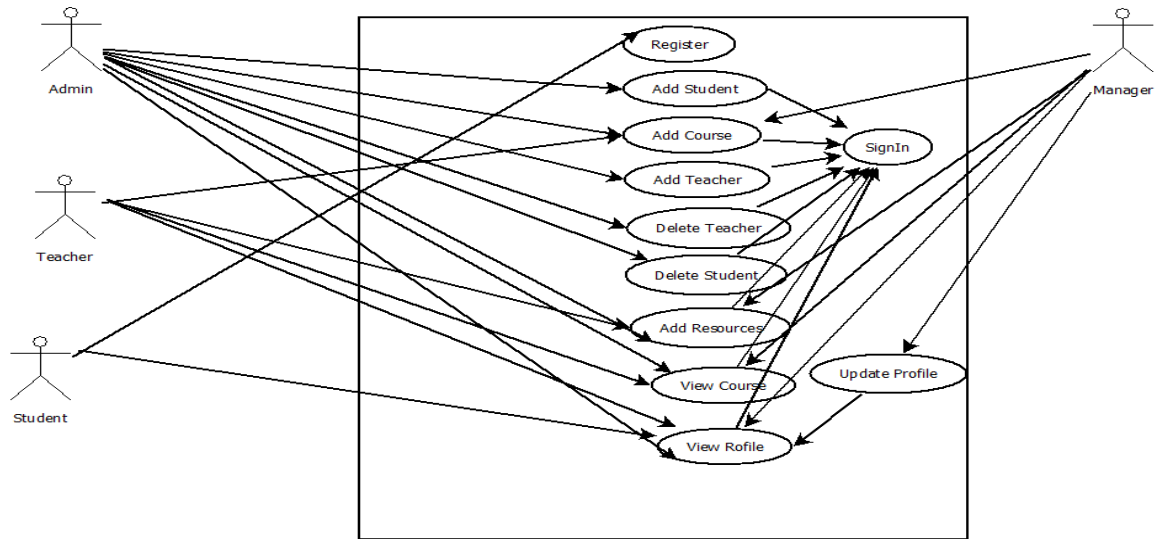 Register
Add Student
Admin
Manager
Add Course
SignIn
Add Teacher
Delete Teacher
Teacher
Delete Student
Add Resources
Update Profile
View Course
Student
View Rofile